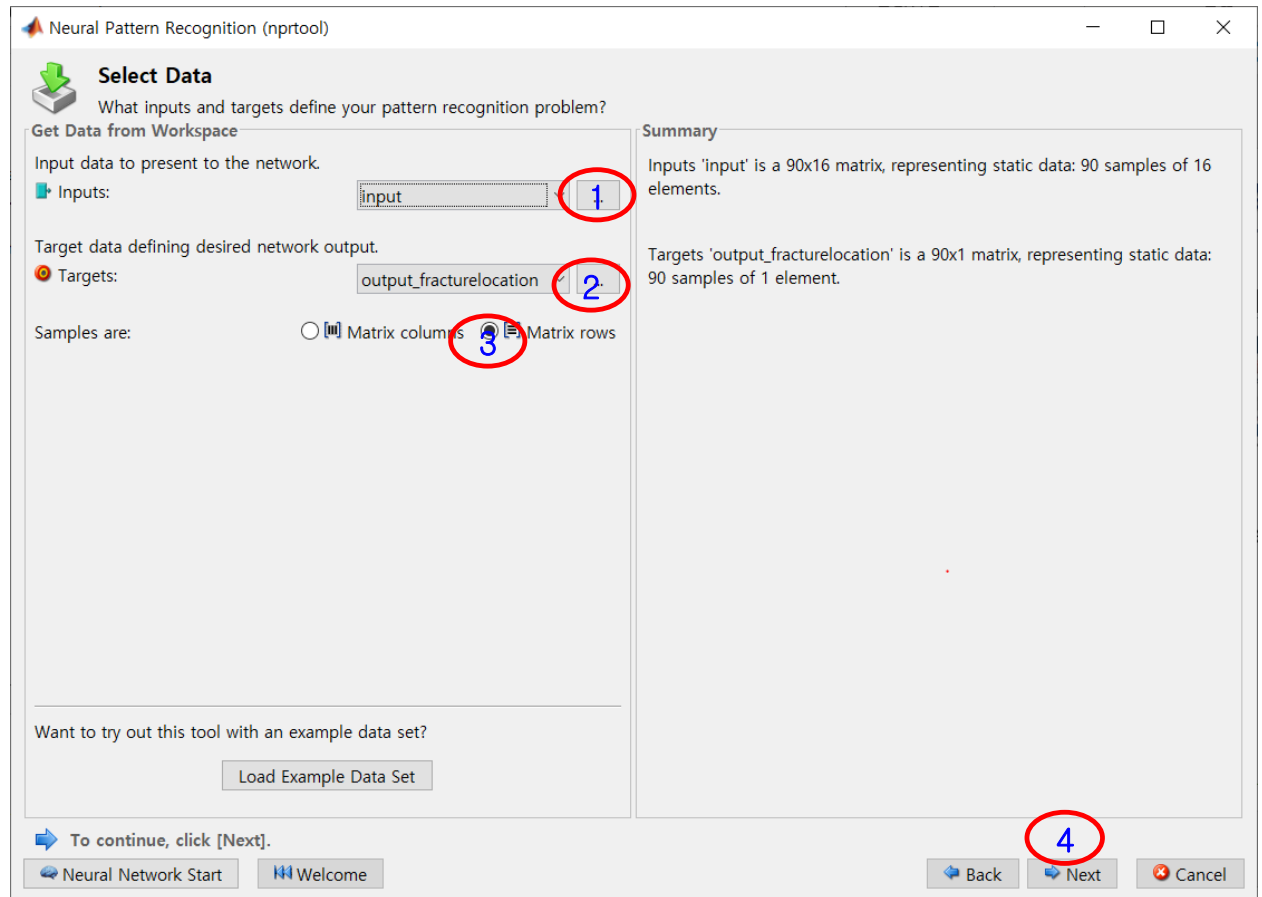 Neural Pattern Recognition (nprtool)
Select Data
What inputs and targets define your pattern recognition problem?
Get Data from Workspace
Input data to present to the network.
Inputs:
input
1
Target data defining desired network output.
Targets:
output_fracturelocation
2
Samples are:
Matrix columns
3
Matrix rows
Want to try out this tool with an example data set?
Load Example Data Set
Summary
Inputs 'input' is a 90x16 matrix, representing static data: 90 samples of 16
elements.
Targets 'output_fracturelocation' is a 90x1 matrix, representing static data:
90 samples of 1 element.
To continue, click [Next].
4
Neural Network Start
Welcome
Back
Next
Cancel